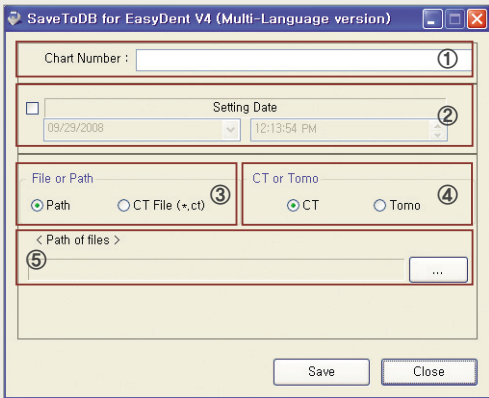 SaveToDB for EasyDent V4 (Multi-Language version)
Chart Number : ①
Setting Date ②
09/29/2008 12:13:54 PM
File or Path CT or Tomo
Path CT File (*,ct) ③ CT Tomo ④
< Path of files >
⑤
...
Save Close